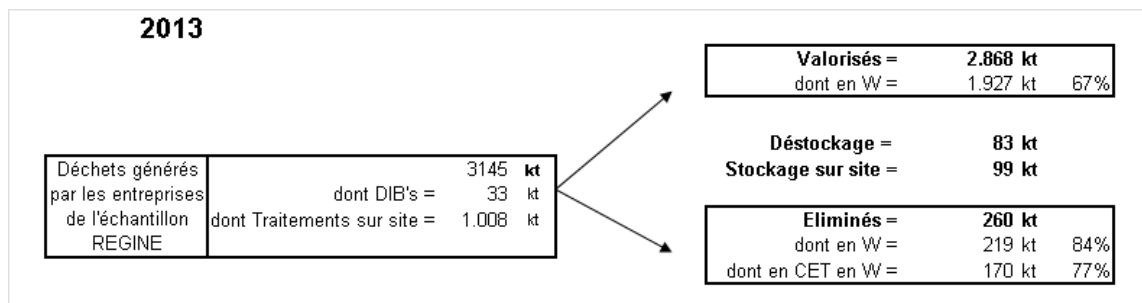 2013
Déchets générés
par les entreprises
de l'échantillon
REGINE
3145 kt
dont DIB's = 33 kt
dont Traitements sur site = 1.008 kt
Valorisés = 2.868 kt
dont en W = 1.927 kt 67%
Déstockage = 83 kt
Stockage sur site = 99 kt
Eliminés = 260 kt
dont en W = 219 kt 84%
dont en CET en W = 170 kt 77%